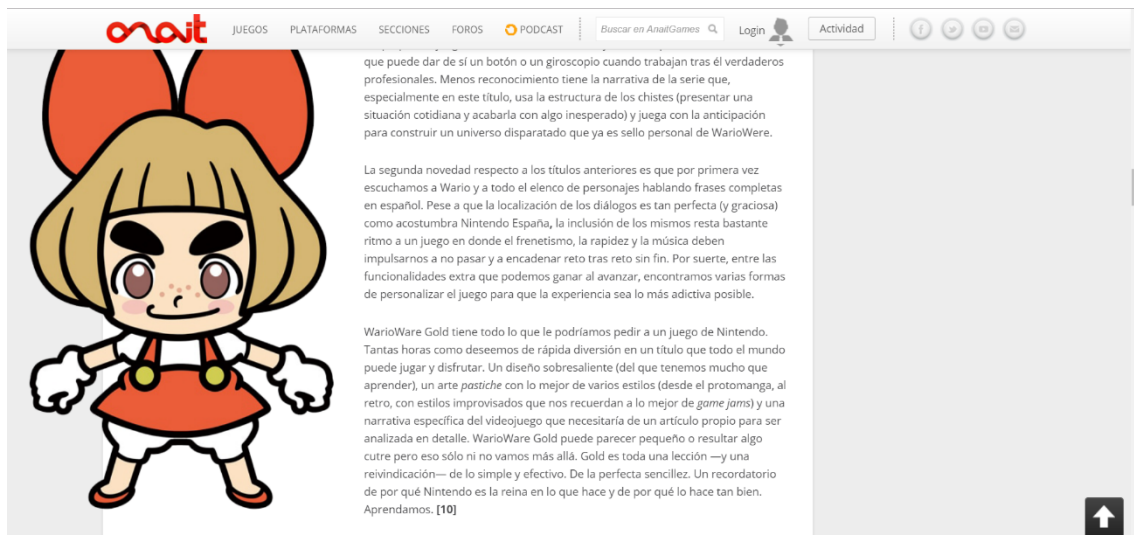 anait
JUEGOS PLATAFORMAS SECCIONES FOROS PODCAST Buscar en AnaitGames Login Actividad
que puede dar de sí un botón o un giroscopio cuando trabajan tras él verdaderos
profesionales. Menos reconocimiento tiene la narrativa de la serie que,
especialmente en este título, usa la estructura de los chistes (presentar una
situación cotidiana y acabarla con algo inesperado) y juega con la anticipación
para construir un universo disparatado que ya es sello personal de WarioWere.
La segunda novedad respecto a los títulos anteriores es que por primera vez
escuchamos a Wario y a todo el elenco de personajes hablando frases completas
en español. Pese a que la localización de los diálogos es tan perfecta (y graciosa)
como acostumbra Nintendo España, la inclusión de los mismos resta bastante
ritmo a un juego en donde el frenetismo, la rapidez y la música deben
impulsarnos a no pasar y a encadenar reto tras reto sin fin. Por suerte, entre las
funcionalidades extra que podemos ganar al avanzar, encontramos varias formas
de personalizar el juego para que la experiencia sea lo más adictiva posible.
WarioWare Gold tiene todo lo que le podríamos pedir a un juego de Nintendo.
Tantas horas como deseemos de rápida diversión en un título que todo el mundo
puede jugar y disfrutar. Un diseño sobresaliente (del que tenemos mucho que
aprender), un arte pastiche con lo mejor de varios estilos (desde el protomanga, al
retro, con estilos improvisados que nos recuerdan a lo mejor de game jams) y una
narrativa específica del videojuego que necesitaría de un artículo propio para ser
analizada en detalle. WarioWare Gold puede parecer pequeño o resultar algo
cutre pero eso sólo ni no vamos más allá. Gold es toda una lección —y una
reivindicación— de lo simple y efectivo. De la perfecta sencillez. Un recordatorio
de por qué Nintendo es la reina en lo que hace y de por qué lo hace tan bien.
Aprendamos. [10]